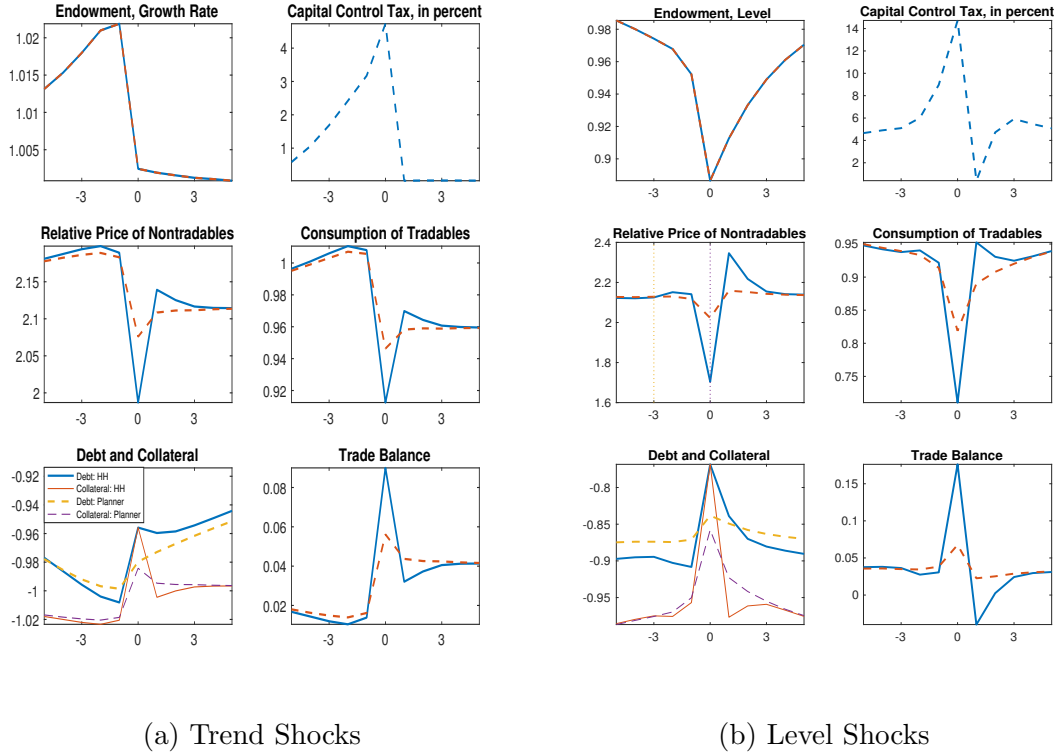 Endowment, Growth Rate
1.02
1.015
1.01
1.005
-3 0 3
Capital Control Tax, in percent
4
3
2
1
-3 0 3
Relative Price of Nontradables
2.15
2.1
2.05
2
-3 0 3
Consumption of Tradables
1
0.96
0.92
-3 0 3
Debt and Collateral
-0.92
-0.94
-0.96
-0.98
-1
-1.02
Debt: HH
Collateral: HH
Debt: Planner
Collateral: Planner
-3 0 3
Trade Balance
0.08
0.06
0.04
0.02
-3 0 3
(a) Trend Shocks
Endowment, Level
0.98
0.96
0.94
0.92
0.9
-3 0 3
Capital Control Tax, in percent
14
12
10
8
6
4
2
-3 0 3
Relative Price of Nontradables
2.4
2.2
2
1.8
1.6
-3 0 3
Consumption of Tradables
0.95
0.9
0.85
0.8
0.75
-3 0 3
Debt and Collateral
-0.8
-0.85
-0.9
-0.95
-3 0 3
Trade Balance
0.15
0.1
0.05
0
-3 0 3
(b) Level Shocks